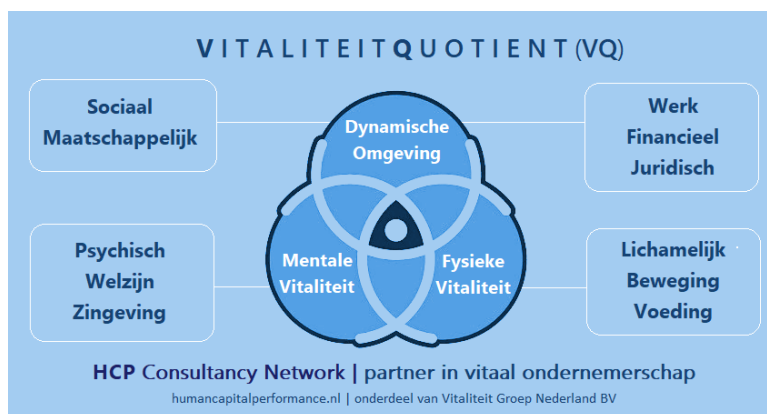 VITALITEITQUOTIENT (VQ)
Sociaal
Maatschappelijk
Werk
Financieel
Juridisch
Dynamische
Omgeving
Mentale
Vitaliteit
Fysieke
Vitaliteit
Psychisch
Welzijn
Zingeving
Lichamelijk
Beweging
Voeding
HCP Consultancy Network | partner in vitaal ondernemerschap
humancapitalperformance.nl | onderdeel van Vitaliteit Groep Nederland BV